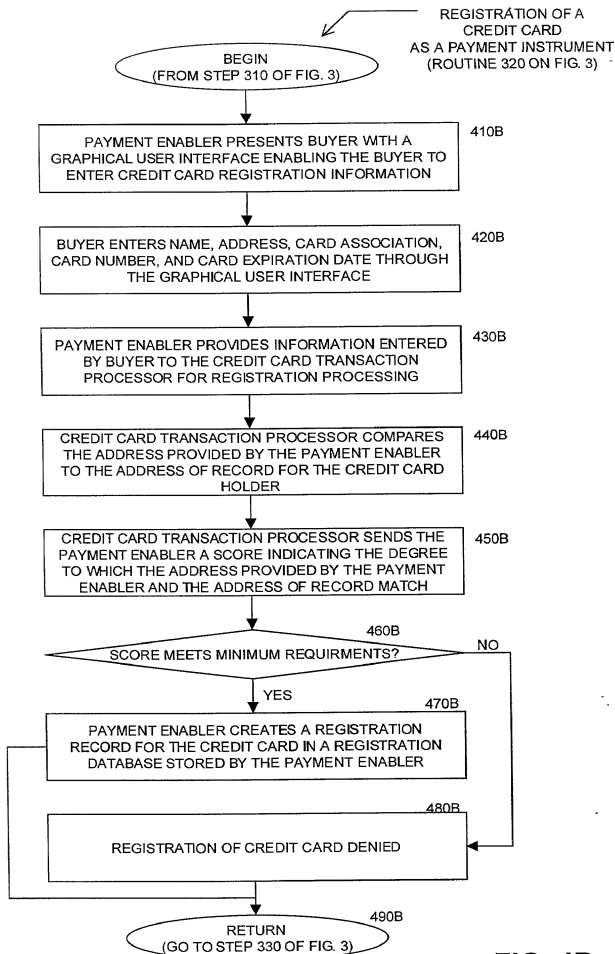 REGISTRATION OF A
CREDIT CARD
AS A PAYMENT INSTRUMENT
(ROUTINE 320 ON FIG. 3)
BEGIN
(FROM STEP 310 OF FIG. 3)
410B
PAYMENT ENABLER PRESENTS BUYER WITH A
GRAPHICAL USER INTERFACE ENABLING THE BUYER TO
ENTER CREDIT CARD REGISTRATION INFORMATION
420B
BUYER ENTERS NAME, ADDRESS, CARD ASSOCIATION,
CARD NUMBER, AND CARD EXPIRATION DATE THROUGH
THE GRAPHICAL USER INTERFACE
430B
PAYMENT ENABLER PROVIDES INFORMATION ENTERED
BY BUYER TO THE CREDIT CARD TRANSACTION
PROCESSOR FOR REGISTRATION PROCESSING
440B
CREDIT CARD TRANSACTION PROCESSOR COMPARES
THE ADDRESS PROVIDED BY THE PAYMENT ENABLER
TO THE ADDRESS OF RECORD FOR THE CREDIT CARD
HOLDER
450B
CREDIT CARD TRANSACTION PROCESSOR SENDS THE
PAYMENT ENABLER A SCORE INDICATING THE DEGREE
TO WHICH THE ADDRESS PROVIDED BY THE PAYMENT
ENABLER AND THE ADDRESS OF RECORD MATCH
460B
SCORE MEETS MINIMUM REQUIRMENTS?
NO
YES
470B
PAYMENT ENABLER CREATES A REGISTRATION
RECORD FOR THE CREDIT CARD IN A REGISTRATION
DATABASE STORED BY THE PAYMENT ENABLER
480B
REGISTRATION OF CREDIT CARD DENIED
490B
RETURN
(GO TO STEP 330 OF FIG. 3)